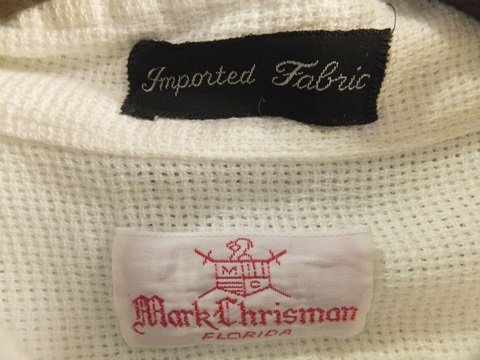 Imported Fabric
M
C
Mark Chrisman
FLORIDA